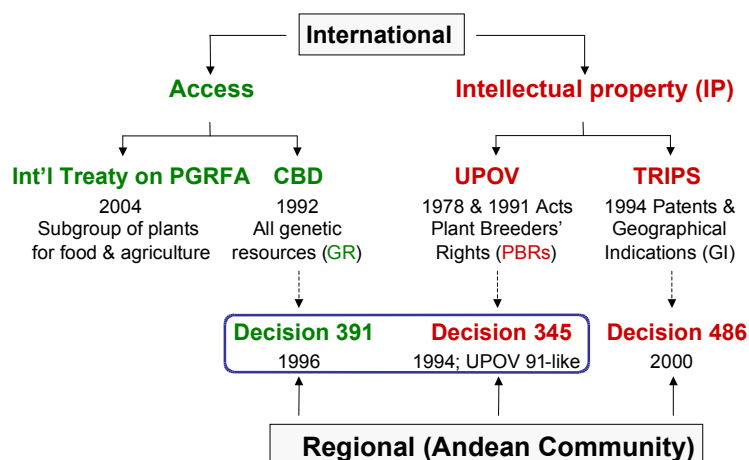 International
Access
Intellectual property (IP)
Int'l Treaty on PGRFA
CBD
UPOV
TRIPS
2004
Subgroup of plants
for food & agriculture
1992
All genetic
resources (GR)
1978 & 1991 Acts
Plant Breeders'
Rights (PBRs)
1994 Patents &
Geographical
Indications (GI)
Decision 391
1996
Decision 345
1994; UPOV 91-like
Decision 486
2000
Regional (Andean Community)